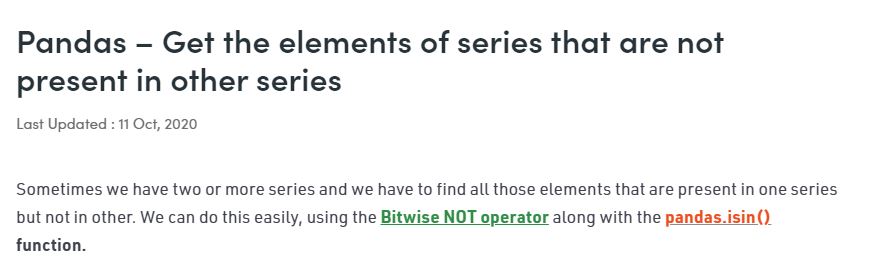 Pandas – Get the elements of series that are not
present in other series
Last Updated : 11 Oct, 2020
Sometimes we have two or more series and we have to find all those elements that are present in one series
but not in other. We can do this easily, using the Bitwise NOT operator along with the pandas.isin()
function.